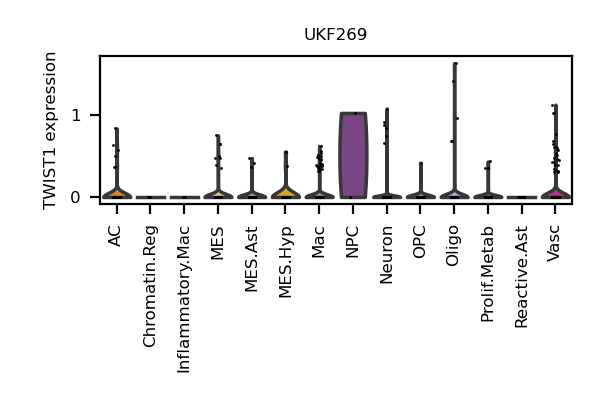 UKF269
TWIST1 expression
1
0
AC
Chromatin.Reg
Inflammatory.Mac
MES
MES.Ast
MES.Hyp
Mac
NPC
Neuron
OPC
Oligo
Prolif.Metab
Reactive.Ast
Vasc